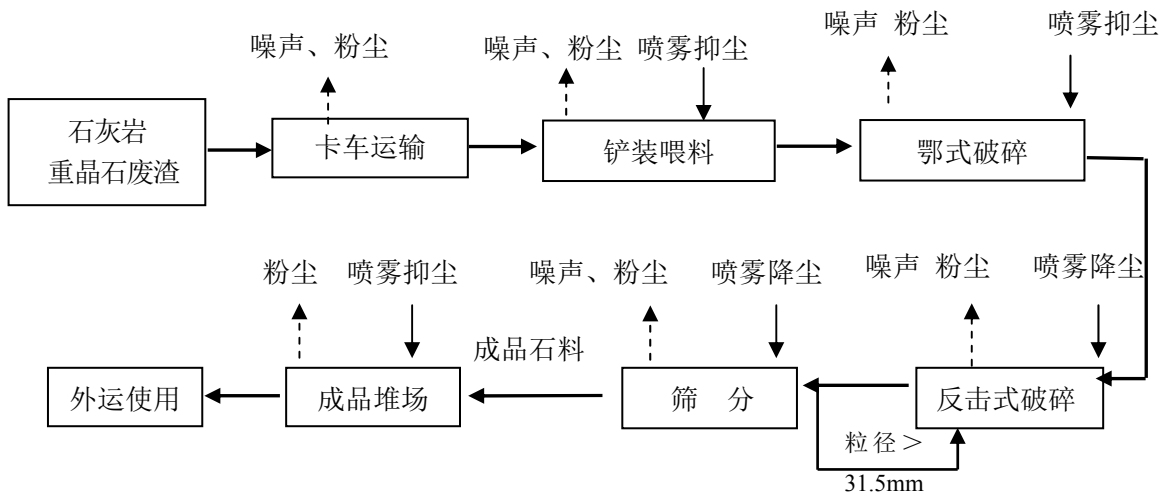 噪声、粉尘
噪声、粉尘 喷雾抑尘
噪声 粉尘
喷雾抑尘
石灰岩
重晶石废渣
卡车运输
铲装喂料
鄂式破碎
粉尘
喷雾抑尘
噪声、粉尘
喷雾降尘
噪声 粉尘
喷雾降尘
成品石料
外运使用
成品堆场
筛 分
反击式破碎
粒径＞
31.5mm